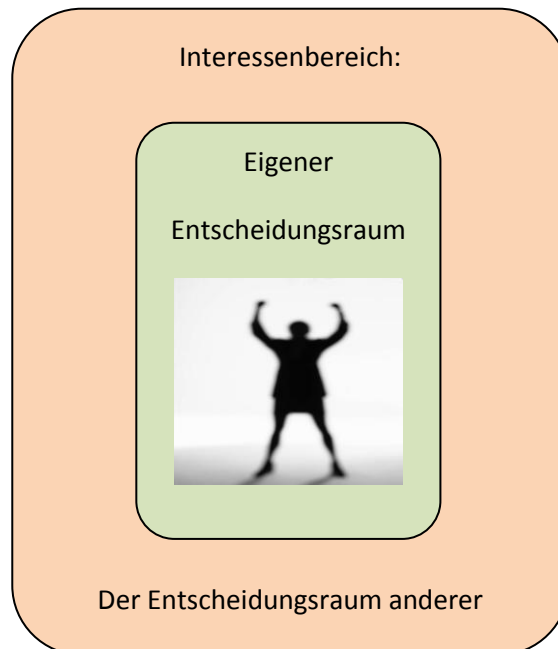 Interessenbereich:
Eigener
Entscheidungsraum
Der Entscheidungsraum anderer